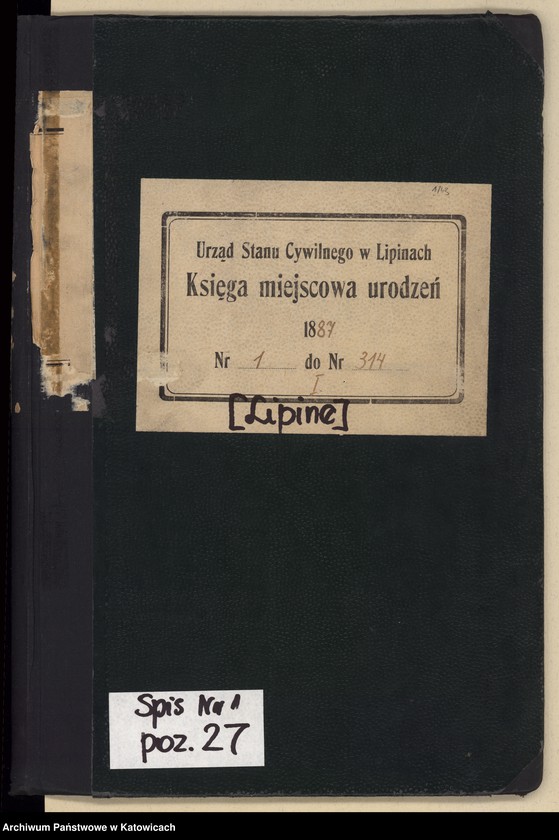 Urząd Stanu Cywilnego w Lipinach
Księga miejscowa urodzeń
1887
Nr 1 do Nr 314
I
[Lipine]
Spis Nr 1
poz. 27
Archiwum Państwowe w Katowicach